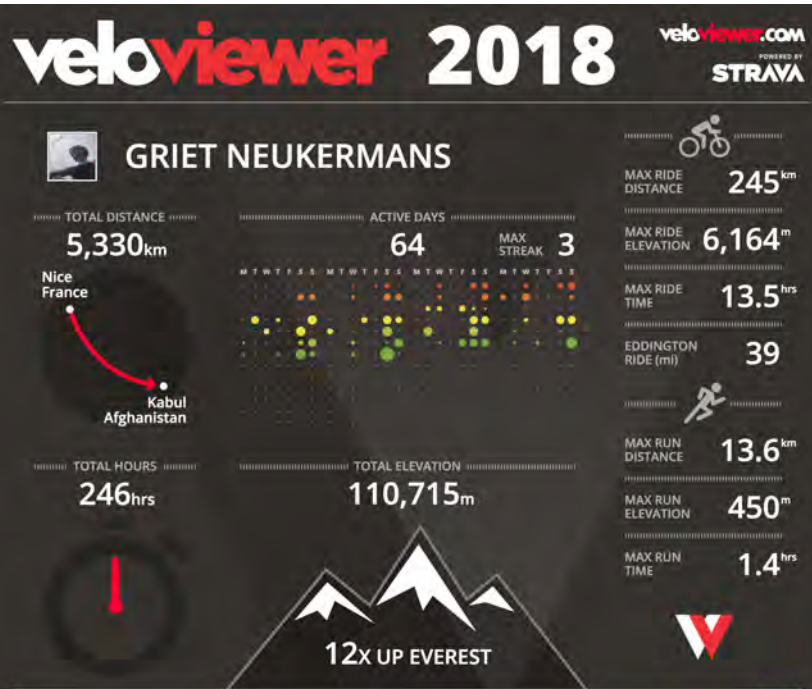 veloviewer 2018
veloviewer.com
POWERED BY
STRAVA
GRIET NEUKERMANS
TOTAL DISTANCE
5,330km
Nice
France
Kabul
Afghanistan
ACTIVE DAYS
64
MAX
STREAK 3
M T W T F S S M T W T F S S M T W T F S S M T W T F S S
TOTAL HOURS
246hrs
TOTAL ELEVATION
110,715m
12X UP EVEREST
MAX RIDE
DISTANCE 245km
MAX RIDE
ELEVATION 6,164m
MAX RIDE
TIME 13.5hrs
EDDINGTON
RIDE (mi) 39
MAX RUN
DISTANCE 13.6km
MAX RUN
ELEVATION 450m
MAX RUN
TIME 1.4hrs